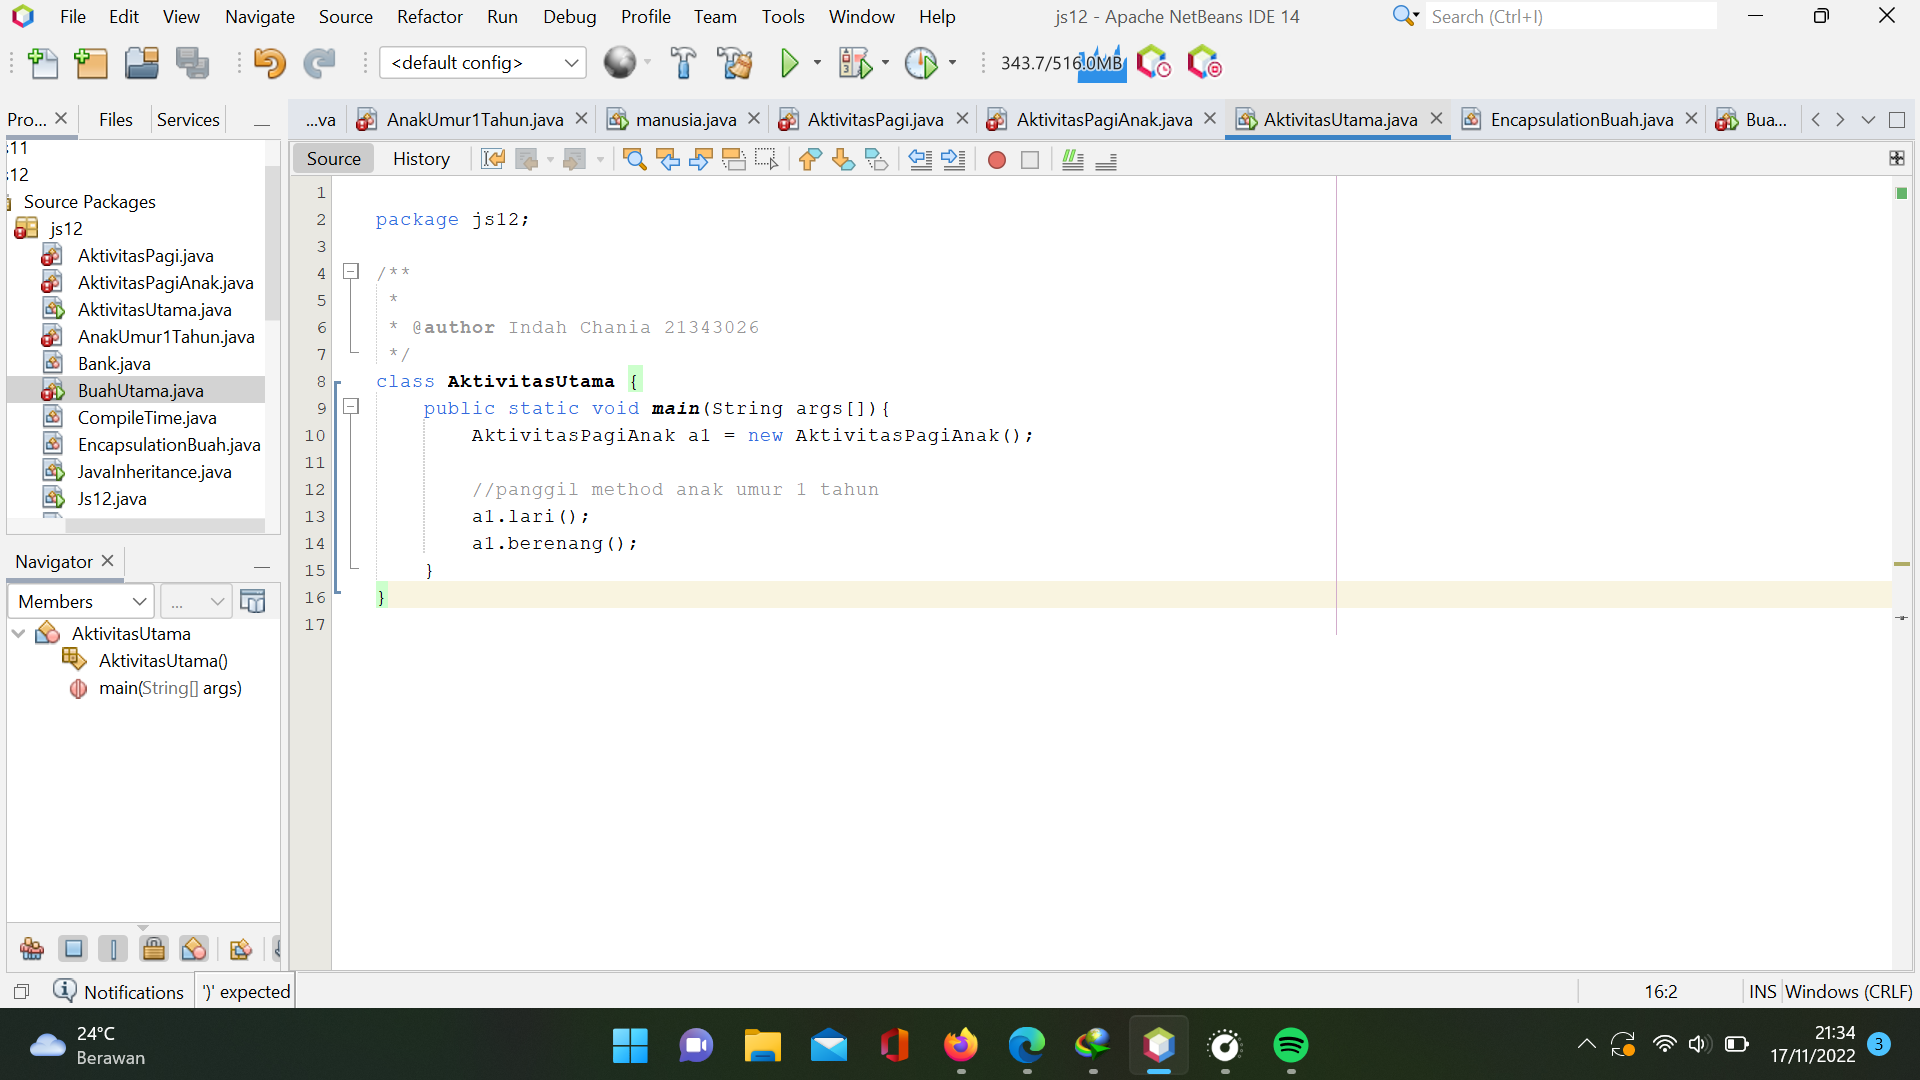 File Edit View Navigate Source Refactor Run Debug Profile Team Tools Window Help js12 - Apache NetBeans IDE 14 Search (Ctrl+I)
<default config> 343.7/516.0MB
Pro... Files Services ...va AnakUmur1Tahun.java manusia.java AktivitasPagi.java AktivitasPagiAnak.java AktivitasUtama.java EncapsulationBuah.java Bua...
Source History
Source Packages
js12
AktivitasPagi.java
AktivitasPagiAnak.java
AktivitasUtama.java
AnakUmur1Tahun.java
Bank.java
BuahUtama.java
CompileTime.java
EncapsulationBuah.java
JavaInheritance.java
Js12.java
Navigator
Members ...
AktivitasUtama
AktivitasUtama()
main(String[] args)
1
2 package js12;
3
4 /**
5 *
6 * @author Indah Chania 21343026
7 */
8 class AktivitasUtama {
9 public static void main(String args[]){
10 AktivitasPagiAnak a1 = new AktivitasPagiAnak();
11
12 //panggil method anak umur 1 tahun
13 a1.lari();
14 a1.berenang();
15 }
16 }
17
Notifications ')' expected 16:2 INS Windows (CRLF)
24°C
Berawan
21:34
17/11/2022
3